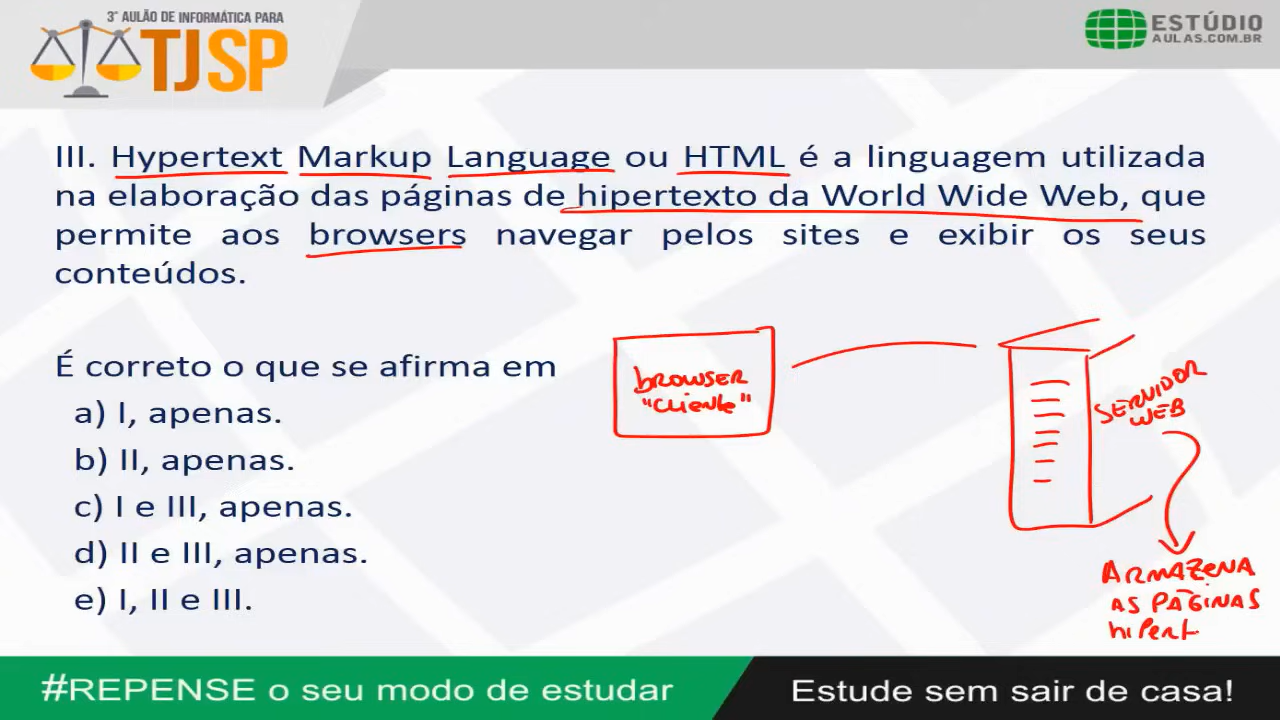 3º AULÃO DE INFORMÁTICA PARA
TJSP
ESTÚDIO
AULAS.COM.BR
III. Hypertext Markup Language ou HTML é a linguagem utilizada
na elaboração das páginas de hipertexto da World Wide Web, que
permite aos browsers navegar pelos sites e exibir os seus
conteúdos.
É correto o que se afirma em
a) I, apenas.
b) II, apenas.
c) I e III, apenas.
d) II e III, apenas.
e) I, II e III.
browser
"cliente"
SERVIDOR
WEB
ARMAZENA
AS PÁGINAS
hipert
#REPENSE o seu modo de estudar
Estude sem sair de casa!